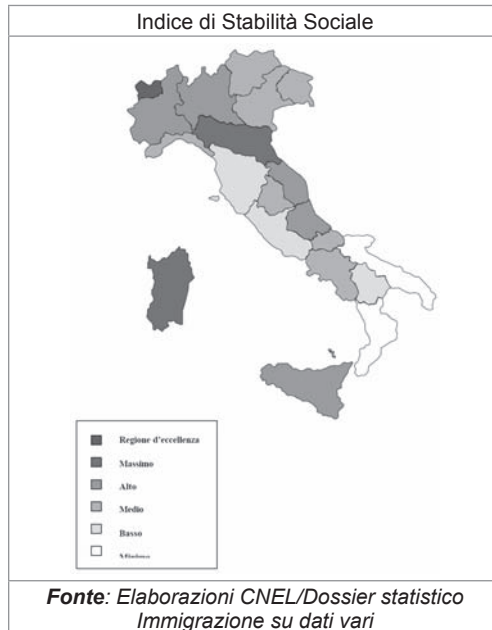 Indice di Stabilità Sociale
Regione d'eccellenza
Massimo
Alto
Medio
Basso
Fonte: Elaborazioni CNEL/Dossier statistico
Immigrazione su dati vari